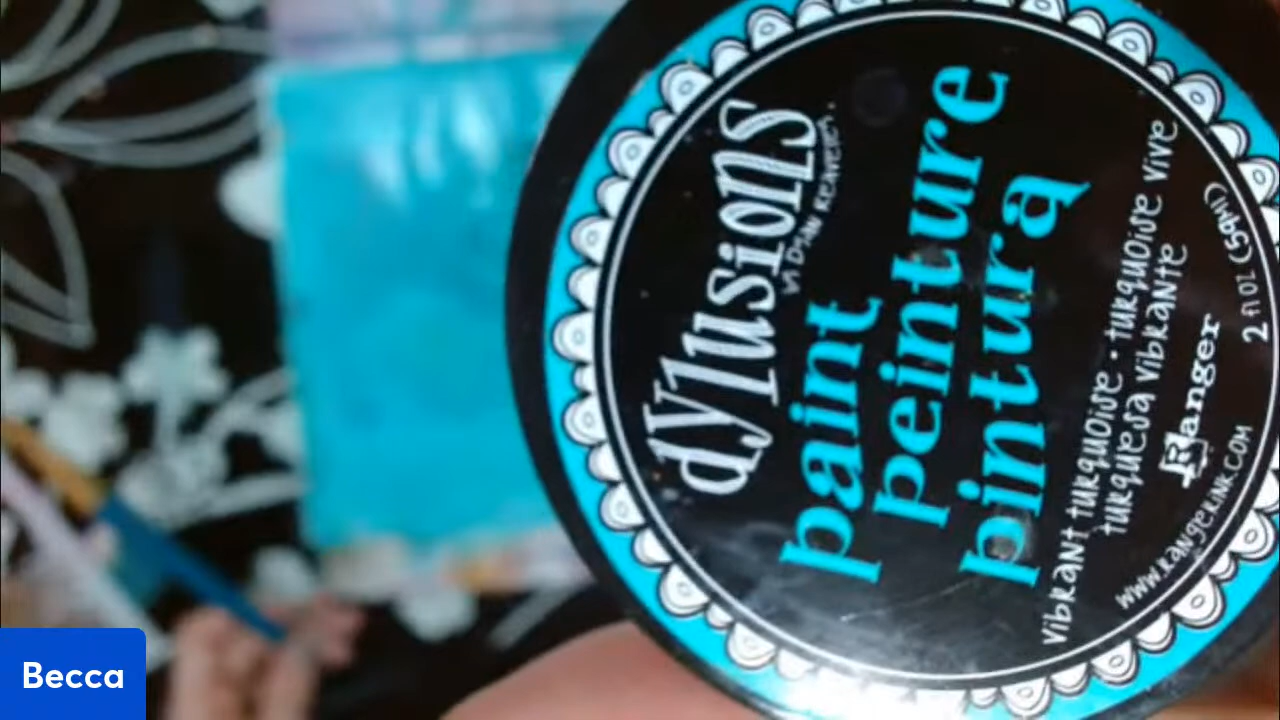 dylusions
BY DYAN REAVELEY.
paint
peinture
pintura
VIBRANT TURQUOISE • TURQUOISE VIVE
TURQUESA VIBRANTE
Ranger
2 fl OZ (59Ml)
WWW.RANGERINK.COM
Becca